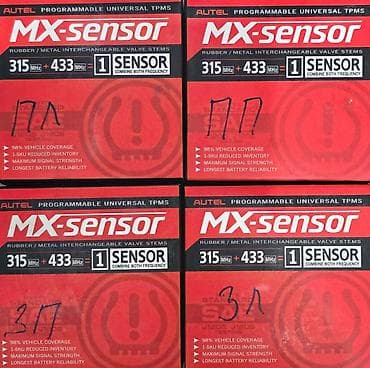 AUTEL PROGRAMMABLE UNIVERSAL TPMS
MX-sensor
RUBBER / METAL INTERCHANGEABLE VALVE STEMS
315 MHz + 433 MHz = 1 SENSOR
COMBINE BOTH FREQUENCY
ПЛ
98% VEHICLE COVERAGE
1-SKU REDUCED INVENTORY
MAXIMUM SIGNAL STRENGTH
LONGEST BATTERY RELIABILITY
AUTEL PROGRAMMABLE UNIVERSAL TPMS
MX-sensor
RUBBER / METAL INTERCHANGEABLE VALVE STEMS
315 MHz + 433 MHz = 1 SENSOR
COMBINE BOTH FREQUENCY
ПП
98% VEHICLE COVERAGE
1-SKU REDUCED INVENTORY
MAXIMUM SIGNAL STRENGTH
LONGEST BATTERY RELIABILITY
AUTEL PROGRAMMABLE UNIVERSAL TPMS
MX-sensor
RUBBER / METAL INTERCHANGEABLE VALVE STEMS
315 MHz + 433 MHz = 1 SENSOR
COMBINE BOTH FREQUENCY
ЗП
98% VEHICLE COVERAGE
1-SKU REDUCED INVENTORY
MAXIMUM SIGNAL STRENGTH
LONGEST BATTERY RELIABILITY
AUTEL PROGRAMMABLE UNIVERSAL TPMS
MX-sensor
RUBBER / METAL INTERCHANGEABLE VALVE STEMS
315 MHz + 433 MHz = 1 SENSOR
COMBINE BOTH FREQUENCY
ЗЛ
98% VEHICLE COVERAGE
1-SKU REDUCED INVENTORY
MAXIMUM SIGNAL STRENGTH
LONGEST BATTERY RELIABILITY